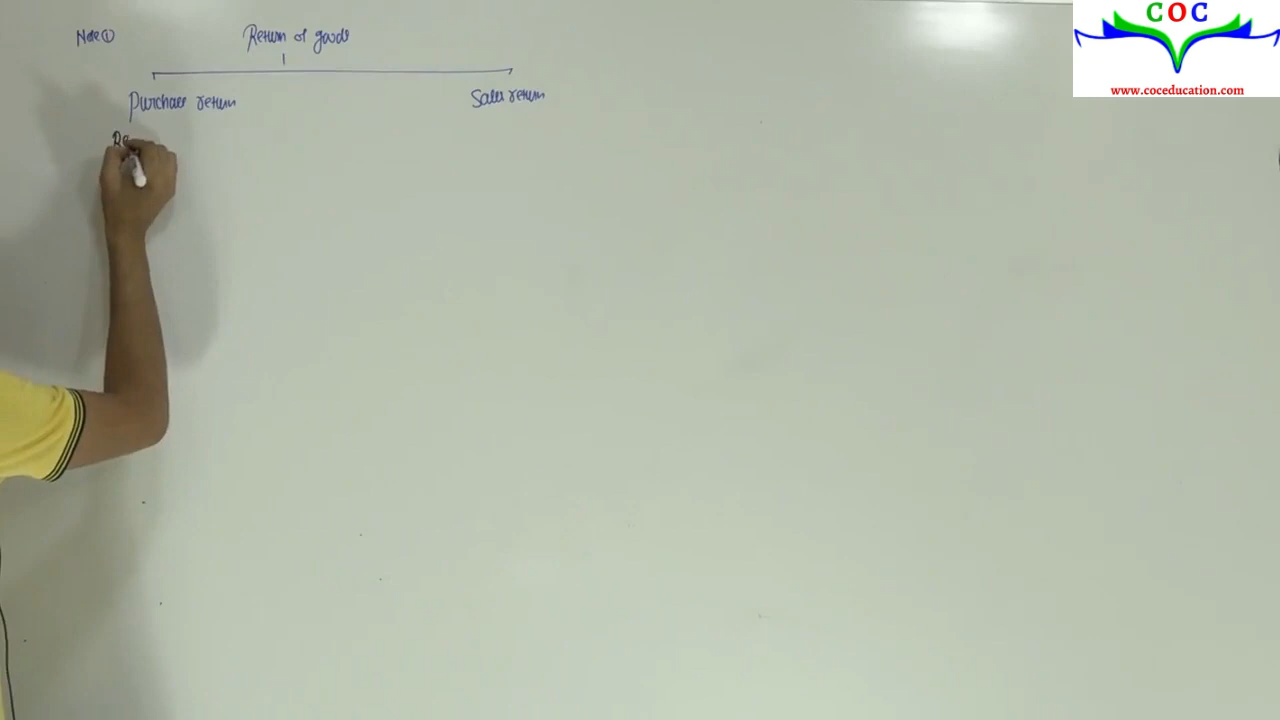 Note ① Return of goods
Purchase return Sales return
Re
COC
www.coceducation.com